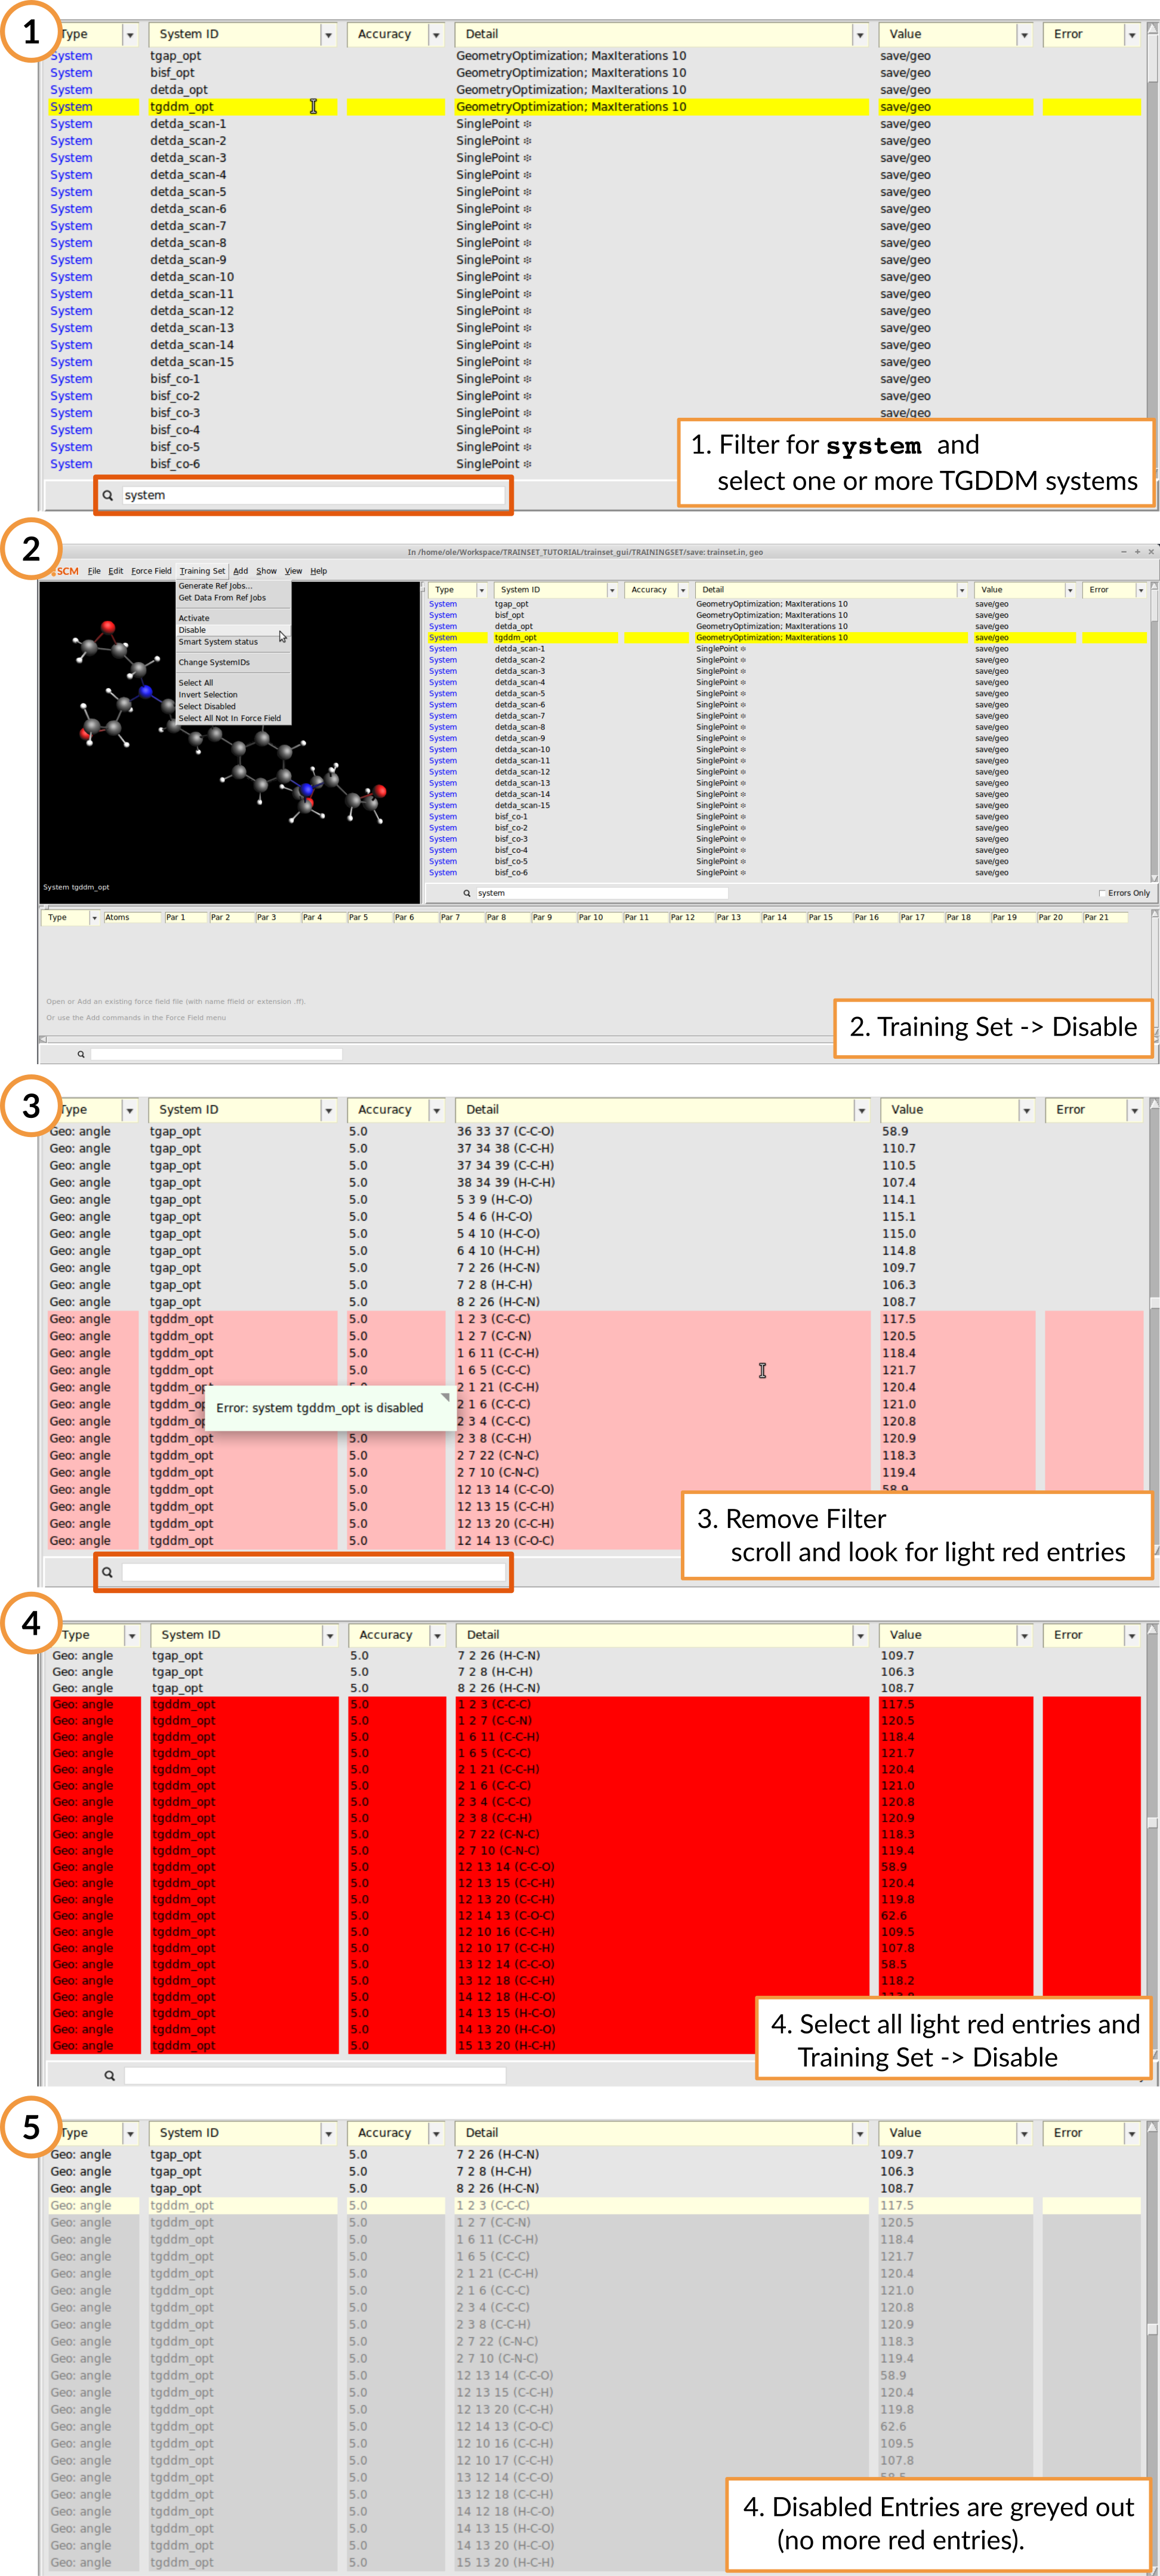 1
Type System ID Accuracy Detail Value Error
System tgap_opt GeometryOptimization; MaxIterations 10 save/geo
System bisf_opt GeometryOptimization; MaxIterations 10 save/geo
System detda_opt GeometryOptimization; MaxIterations 10 save/geo
System tgddm_opt GeometryOptimization; MaxIterations 10 save/geo
System detda_scan-1 SinglePoint ❄ save/geo
System detda_scan-2 SinglePoint ❄ save/geo
System detda_scan-3 SinglePoint ❄ save/geo
System detda_scan-4 SinglePoint ❄ save/geo
System detda_scan-5 SinglePoint ❄ save/geo
System detda_scan-6 SinglePoint ❄ save/geo
System detda_scan-7 SinglePoint ❄ save/geo
System detda_scan-8 SinglePoint ❄ save/geo
System detda_scan-9 SinglePoint ❄ save/geo
System detda_scan-10 SinglePoint ❄ save/geo
System detda_scan-11 SinglePoint ❄ save/geo
System detda_scan-12 SinglePoint ❄ save/geo
System detda_scan-13 SinglePoint ❄ save/geo
System detda_scan-14 SinglePoint ❄ save/geo
System detda_scan-15 SinglePoint ❄ save/geo
System bisf_co-1 SinglePoint ❄ save/geo
System bisf_co-2 SinglePoint ❄ save/geo
System bisf_co-3 SinglePoint ❄ save/geo
System bisf_co-4 SinglePoint ❄
System bisf_co-5 SinglePoint ❄
System bisf_co-6 SinglePoint ❄
system
1. Filter for system and
select one or more TGDDM systems
2
In /home/ole/Workspace/TRAINSET_TUTORIAL/trainset_gui/TRAININGSET/save: trainset.in, geo
SCM File Edit Force Field Training Set Add Show View Help
Generate Ref Jobs...
Get Data From Ref Jobs
Activate
Disable
Smart System status
Change SystemIDs
Select All
Invert Selection
Select Disabled
Select All Not In Force Field
System tgddm_opt
Type System ID Accuracy Detail Value Error
System tgap_opt GeometryOptimization; MaxIterations 10 save/geo
System bisf_opt GeometryOptimization; MaxIterations 10 save/geo
System detda_opt GeometryOptimization; MaxIterations 10 save/geo
System tgddm_opt GeometryOptimization; MaxIterations 10 save/geo
System detda_scan-1 SinglePoint ❄ save/geo
System detda_scan-2 SinglePoint ❄ save/geo
System detda_scan-3 SinglePoint ❄ save/geo
System detda_scan-4 SinglePoint ❄ save/geo
System detda_scan-5 SinglePoint ❄ save/geo
System detda_scan-6 SinglePoint ❄ save/geo
System detda_scan-7 SinglePoint ❄ save/geo
System detda_scan-8 SinglePoint ❄ save/geo
System detda_scan-9 SinglePoint ❄ save/geo
System detda_scan-10 SinglePoint ❄ save/geo
System detda_scan-11 SinglePoint ❄ save/geo
System detda_scan-12 SinglePoint ❄ save/geo
System detda_scan-13 SinglePoint ❄ save/geo
System detda_scan-14 SinglePoint ❄ save/geo
System detda_scan-15 SinglePoint ❄ save/geo
System bisf_co-1 SinglePoint ❄ save/geo
System bisf_co-2 SinglePoint ❄ save/geo
System bisf_co-3 SinglePoint ❄ save/geo
System bisf_co-4 SinglePoint ❄ save/geo
System bisf_co-5 SinglePoint ❄ save/geo
System bisf_co-6 SinglePoint ❄ save/geo
system Errors Only
Type Atoms Par 1 Par 2 Par 3 Par 4 Par 5 Par 6 Par 7 Par 8 Par 9 Par 10 Par 11 Par 12 Par 13 Par 14 Par 15 Par 16 Par 17 Par 18 Par 19 Par 20 Par 21
Open or Add an existing force field file (with name ffield or extension .ff).
Or use the Add commands in the Force Field menu
2. Training Set -> Disable
3
Type System ID Accuracy Detail Value Error
Geo: angle tgap_opt 5.0 36 33 37 (C-C-O) 58.9
Geo: angle tgap_opt 5.0 37 34 38 (C-C-H) 110.7
Geo: angle tgap_opt 5.0 37 34 39 (C-C-H) 110.5
Geo: angle tgap_opt 5.0 38 34 39 (H-C-H) 107.4
Geo: angle tgap_opt 5.0 5 3 9 (H-C-O) 114.1
Geo: angle tgap_opt 5.0 5 4 6 (H-C-O) 115.1
Geo: angle tgap_opt 5.0 5 4 10 (H-C-O) 115.0
Geo: angle tgap_opt 5.0 6 4 10 (H-C-H) 114.8
Geo: angle tgap_opt 5.0 7 2 26 (H-C-N) 109.7
Geo: angle tgap_opt 5.0 7 2 8 (H-C-H) 106.3
Geo: angle tgap_opt 5.0 8 2 26 (H-C-N) 108.7
Geo: angle tgddm_opt 5.0 1 2 3 (C-C-C) 117.5
Geo: angle tgddm_opt 5.0 1 2 7 (C-C-N) 120.5
Geo: angle tgddm_opt 5.0 1 6 11 (C-C-H) 118.4
Geo: angle tgddm_opt 5.0 1 6 5 (C-C-C) 121.7
Geo: angle 2 1 21 (C-C-H) 120.4
Geo: angle 2 1 6 (C-C-C) 121.0
Geo: angle 2 3 4 (C-C-C) 120.8
Error: system tgddm_opt is disabled
Geo: angle tgddm_opt 5.0 2 3 8 (C-C-H) 120.9
Geo: angle tgddm_opt 5.0 2 7 22 (C-N-C) 118.3
Geo: angle tgddm_opt 5.0 2 7 10 (C-N-C) 119.4
Geo: angle tgddm_opt 5.0 12 13 14 (C-C-O) 58.9
Geo: angle tgddm_opt 5.0 12 13 15 (C-C-H)
Geo: angle tgddm_opt 5.0 12 13 20 (C-C-H)
Geo: angle tgddm_opt 5.0 12 14 13 (C-O-C)
3. Remove Filter
scroll and look for light red entries
4
Type System ID Accuracy Detail Value Error
Geo: angle tgap_opt 5.0 7 2 26 (H-C-N) 109.7
Geo: angle tgap_opt 5.0 7 2 8 (H-C-H) 106.3
Geo: angle tgap_opt 5.0 8 2 26 (H-C-N) 108.7
Geo: angle tgddm_opt 5.0 1 2 3 (C-C-C) 117.5
Geo: angle tgddm_opt 5.0 1 2 7 (C-C-N) 120.5
Geo: angle tgddm_opt 5.0 1 6 11 (C-C-H) 118.4
Geo: angle tgddm_opt 5.0 1 6 5 (C-C-C) 121.7
Geo: angle tgddm_opt 5.0 2 1 21 (C-C-H) 120.4
Geo: angle tgddm_opt 5.0 2 1 6 (C-C-C) 121.0
Geo: angle tgddm_opt 5.0 2 3 4 (C-C-C) 120.8
Geo: angle tgddm_opt 5.0 2 3 8 (C-C-H) 120.9
Geo: angle tgddm_opt 5.0 2 7 22 (C-N-C) 118.3
Geo: angle tgddm_opt 5.0 2 7 10 (C-N-C) 119.4
Geo: angle tgddm_opt 5.0 12 13 14 (C-C-O) 58.9
Geo: angle tgddm_opt 5.0 12 13 15 (C-C-H) 120.4
Geo: angle tgddm_opt 5.0 12 13 20 (C-C-H) 119.8
Geo: angle tgddm_opt 5.0 12 14 13 (C-O-C) 62.6
Geo: angle tgddm_opt 5.0 12 10 16 (C-C-H) 109.5
Geo: angle tgddm_opt 5.0 12 10 17 (C-C-H) 107.8
Geo: angle tgddm_opt 5.0 13 12 14 (C-C-O) 58.5
Geo: angle tgddm_opt 5.0 13 12 18 (C-C-H) 118.2
Geo: angle tgddm_opt 5.0 14 12 18 (H-C-O)
Geo: angle tgddm_opt 5.0 14 13 15 (H-C-O)
Geo: angle tgddm_opt 5.0 14 13 20 (H-C-O)
Geo: angle tgddm_opt 5.0 15 13 20 (H-C-H)
4. Select all light red entries and
Training Set -> Disable
5
Type System ID Accuracy Detail Value Error
Geo: angle tgap_opt 5.0 7 2 26 (H-C-N) 109.7
Geo: angle tgap_opt 5.0 7 2 8 (H-C-H) 106.3
Geo: angle tgap_opt 5.0 8 2 26 (H-C-N) 108.7
Geo: angle tgddm_opt 5.0 1 2 3 (C-C-C) 117.5
Geo: angle tgddm_opt 5.0 1 2 7 (C-C-N) 120.5
Geo: angle tgddm_opt 5.0 1 6 11 (C-C-H) 118.4
Geo: angle tgddm_opt 5.0 1 6 5 (C-C-C) 121.7
Geo: angle tgddm_opt 5.0 2 1 21 (C-C-H) 120.4
Geo: angle tgddm_opt 5.0 2 1 6 (C-C-C) 121.0
Geo: angle tgddm_opt 5.0 2 3 4 (C-C-C) 120.8
Geo: angle tgddm_opt 5.0 2 3 8 (C-C-H) 120.9
Geo: angle tgddm_opt 5.0 2 7 22 (C-N-C) 118.3
Geo: angle tgddm_opt 5.0 2 7 10 (C-N-C) 119.4
Geo: angle tgddm_opt 5.0 12 13 14 (C-C-O) 58.9
Geo: angle tgddm_opt 5.0 12 13 15 (C-C-H) 120.4
Geo: angle tgddm_opt 5.0 12 13 20 (C-C-H) 119.8
Geo: angle tgddm_opt 5.0 12 14 13 (C-O-C) 62.6
Geo: angle tgddm_opt 5.0 12 10 16 (C-C-H) 109.5
Geo: angle tgddm_opt 5.0 12 10 17 (C-C-H) 107.8
Geo: angle tgddm_opt 5.0 13 12 14 (C-C-O) 58.5
Geo: angle tgddm_opt 5.0 13 12 18 (C-C-H)
Geo: angle tgddm_opt 5.0 14 12 18 (H-C-O)
Geo: angle tgddm_opt 5.0 14 13 15 (H-C-O)
Geo: angle tgddm_opt 5.0 14 13 20 (H-C-O)
Geo: angle tgddm_opt 5.0 15 13 20 (H-C-H)
4. Disabled Entries are greyed out
(no more red entries).